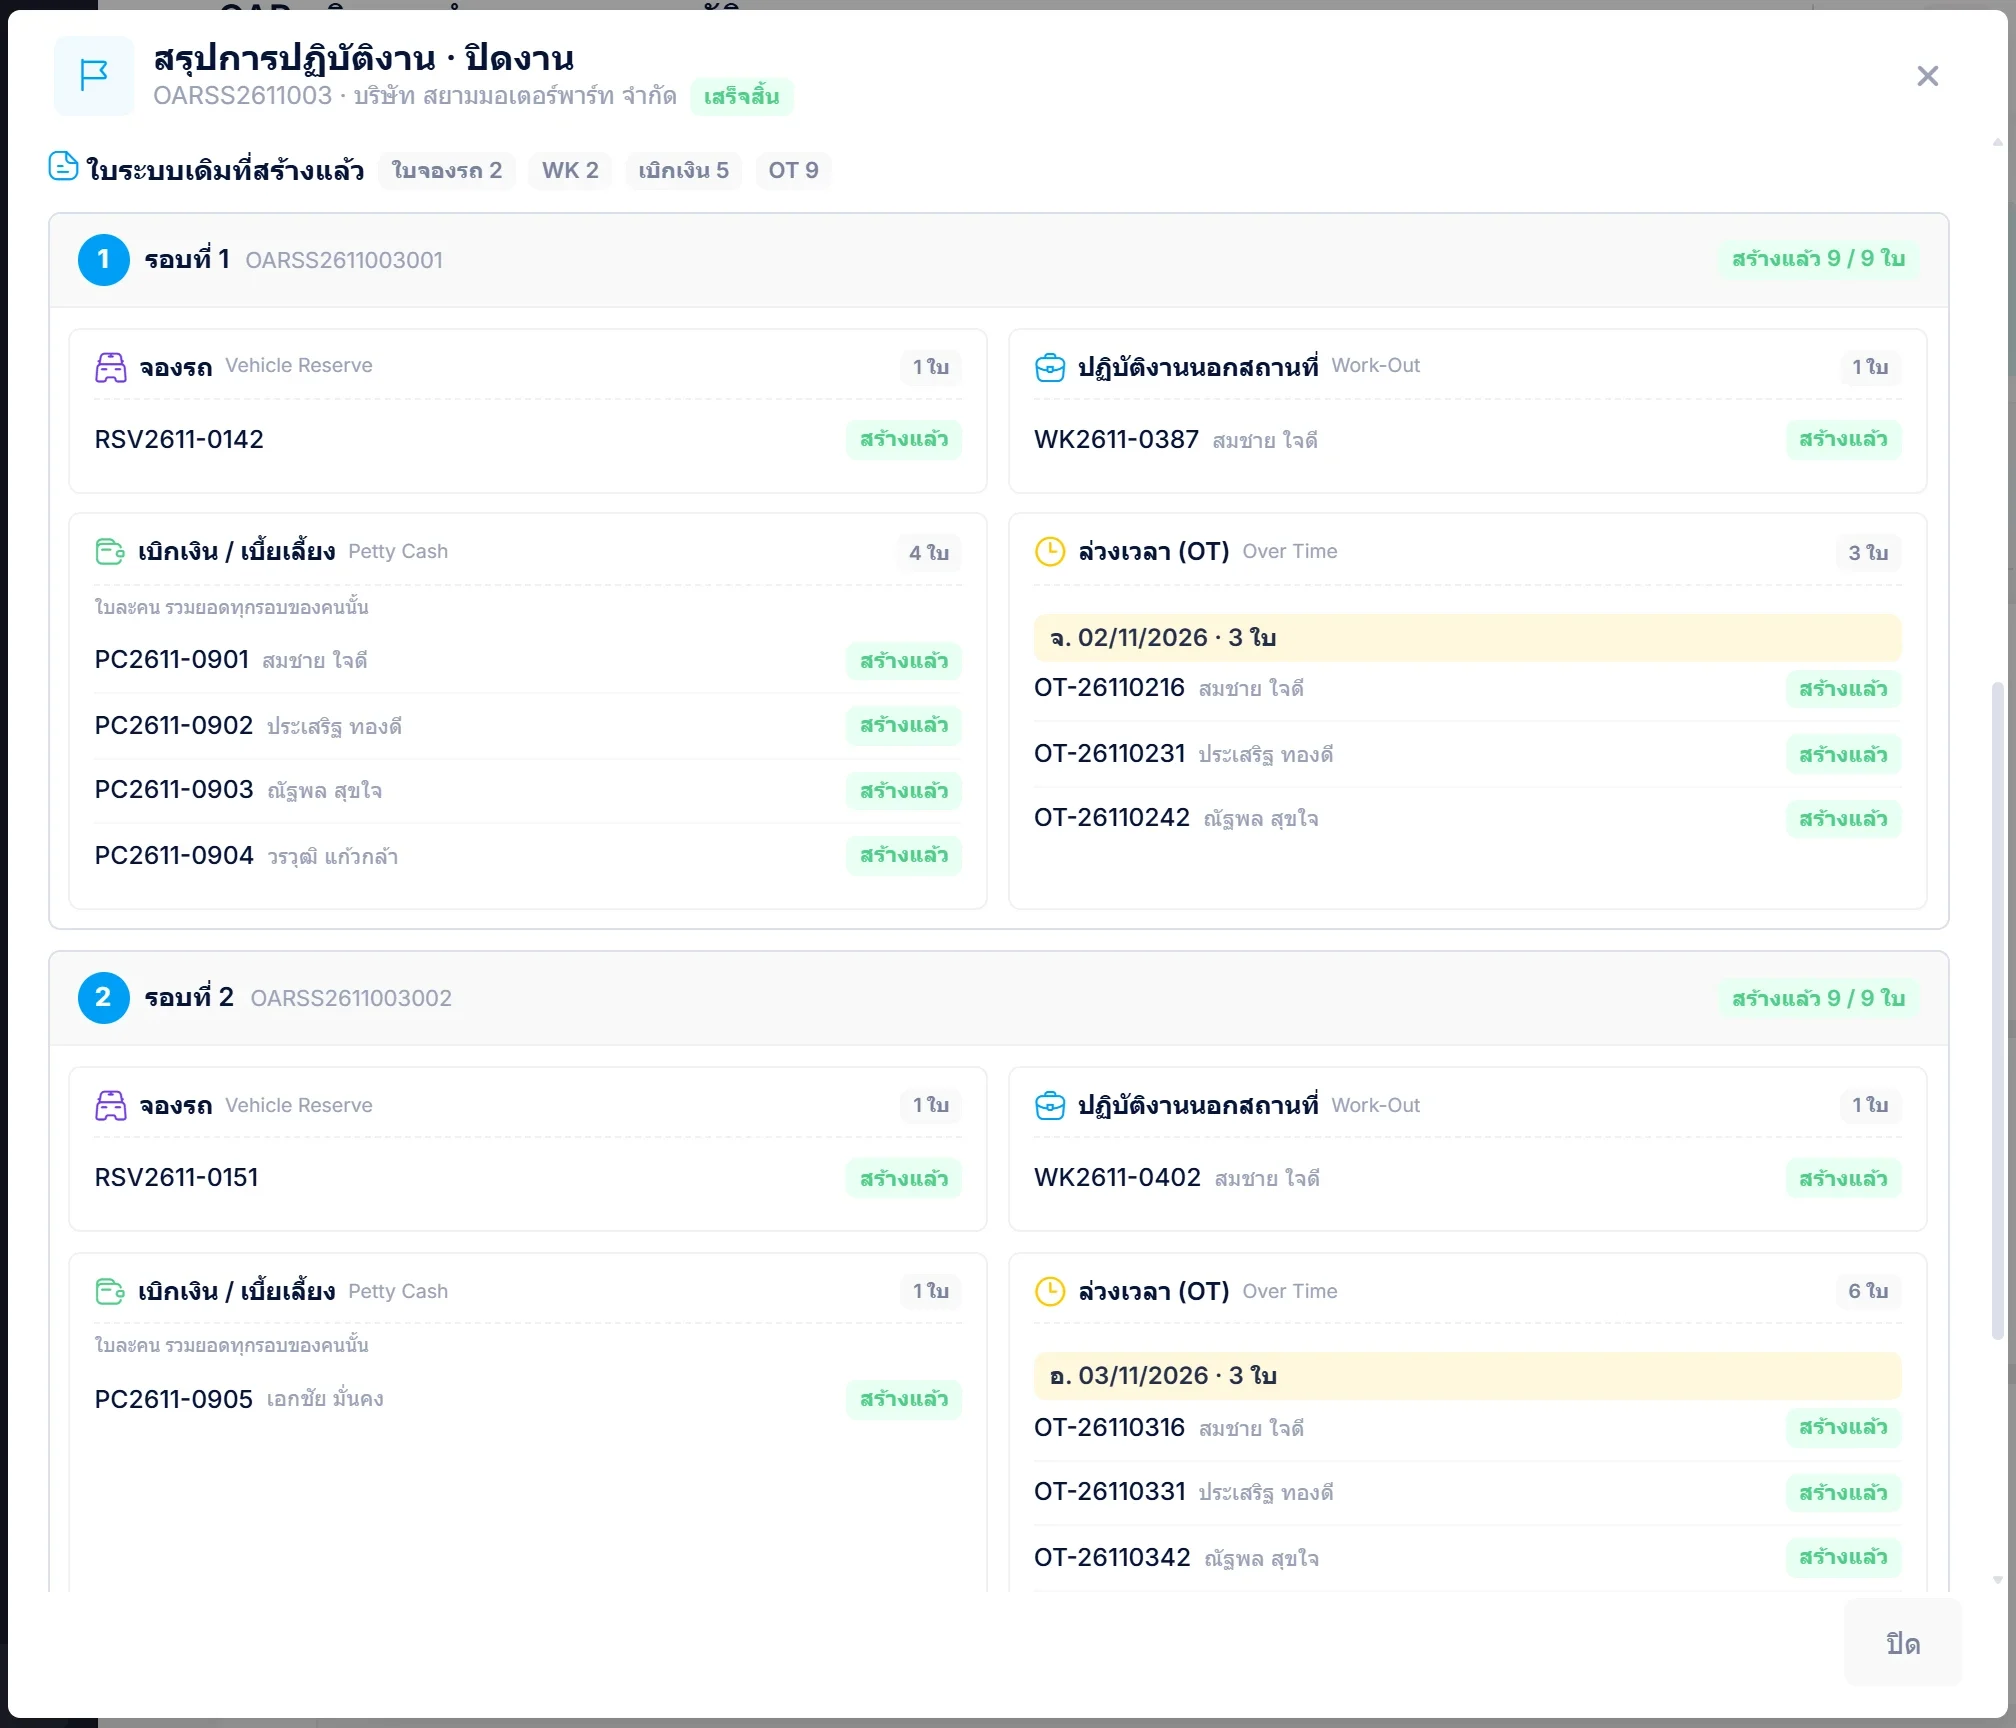 สรุปการปฏิบัติงาน · ปิดงาน
OARSS2611003 · บริษัท สยามมอเตอร์พาร์ท จำกัด เสร็จสิ้น
ใบระบบเดิมที่สร้างแล้ว ใบจองรถ 2 WK 2 เบิกเงิน 5 OT 9
1 รอบที่ 1 OARSS2611003001 สร้างแล้ว 9 / 9 ใบ
จองรถ Vehicle Reserve 1 ใบ
RSV2611-0142 สร้างแล้ว
ปฏิบัติงานนอกสถานที่ Work-Out 1 ใบ
WK2611-0387 สมชาย ใจดี สร้างแล้ว
เบิกเงิน / เบี้ยเลี้ยง Petty Cash 4 ใบ
ใบละคน รวมยอดทุกรอบของคนนั้น
PC2611-0901 สมชาย ใจดี สร้างแล้ว
PC2611-0902 ประเสริฐ ทองดี สร้างแล้ว
PC2611-0903 ณัฐพล สุขใจ สร้างแล้ว
PC2611-0904 วรวุฒิ แก้วกล้า สร้างแล้ว
ล่วงเวลา (OT) Over Time 3 ใบ
จ. 02/11/2026 · 3 ใบ
OT-26110216 สมชาย ใจดี สร้างแล้ว
OT-26110231 ประเสริฐ ทองดี สร้างแล้ว
OT-26110242 ณัฐพล สุขใจ สร้างแล้ว
2 รอบที่ 2 OARSS2611003002 สร้างแล้ว 9 / 9 ใบ
จองรถ Vehicle Reserve 1 ใบ
RSV2611-0151 สร้างแล้ว
ปฏิบัติงานนอกสถานที่ Work-Out 1 ใบ
WK2611-0402 สมชาย ใจดี สร้างแล้ว
เบิกเงิน / เบี้ยเลี้ยง Petty Cash 1 ใบ
ใบละคน รวมยอดทุกรอบของคนนั้น
PC2611-0905 เอกชัย มั่นคง สร้างแล้ว
ล่วงเวลา (OT) Over Time 6 ใบ
อ. 03/11/2026 · 3 ใบ
OT-26110316 สมชาย ใจดี สร้างแล้ว
OT-26110331 ประเสริฐ ทองดี สร้างแล้ว
OT-26110342 ณัฐพล สุขใจ สร้างแล้ว
ปิด